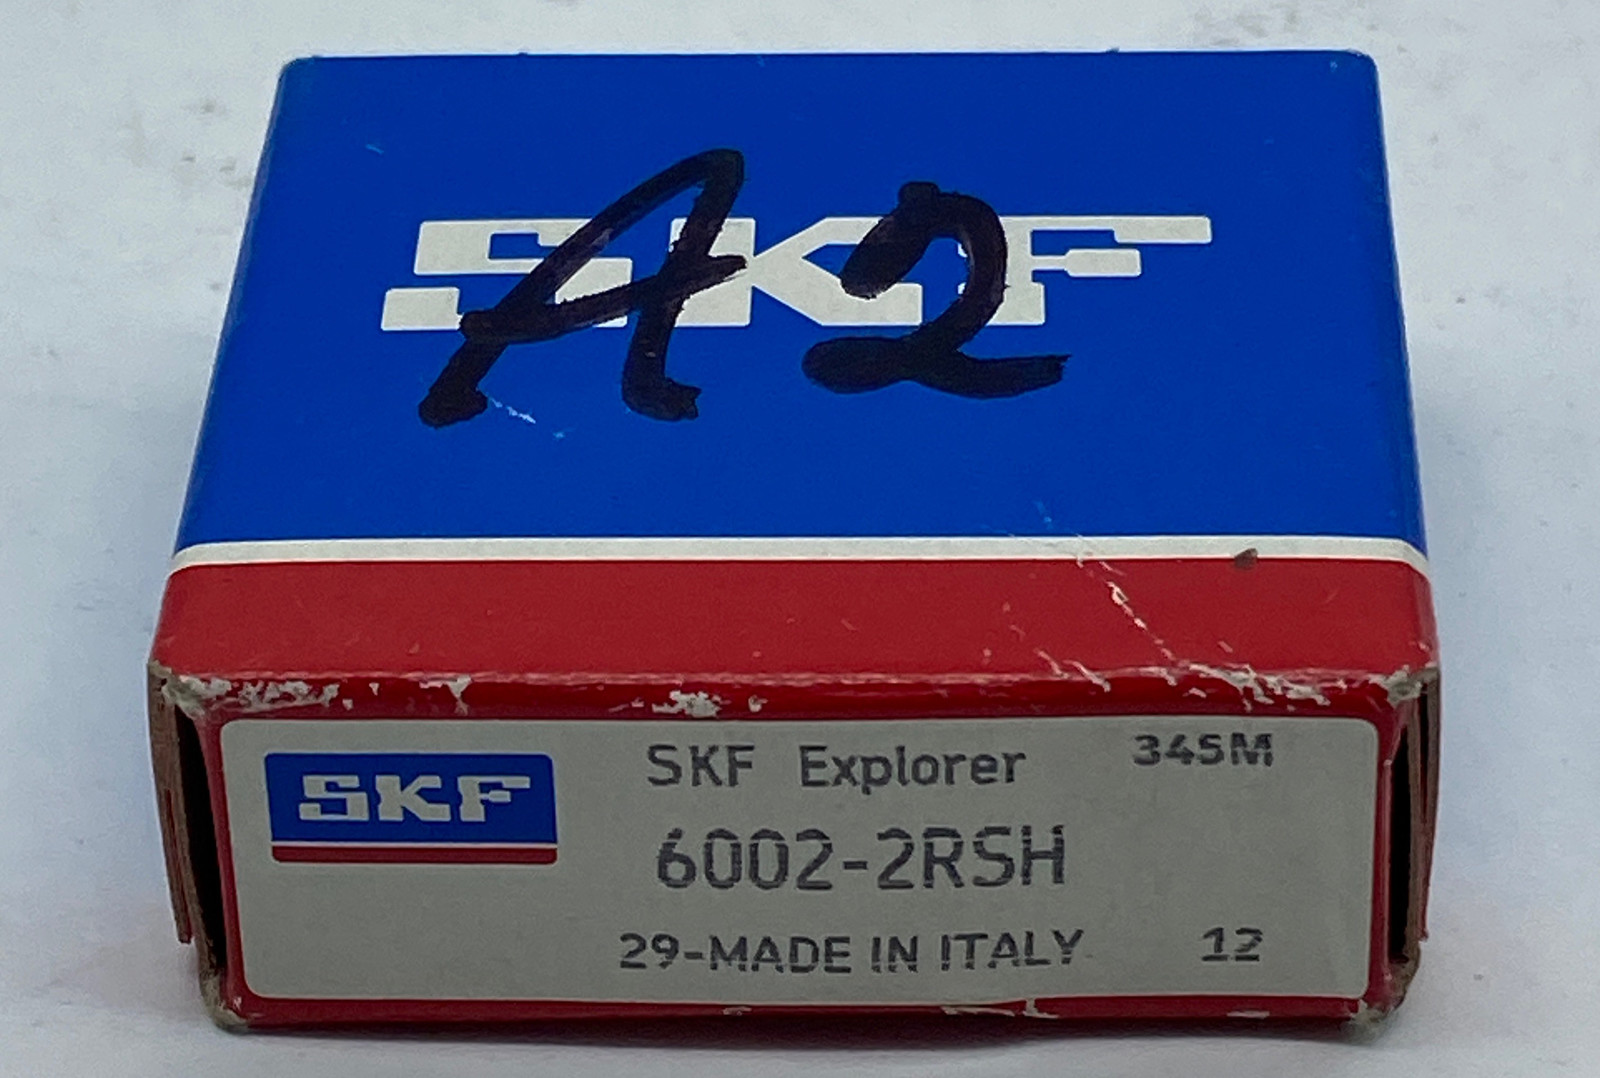 SKF
A2
SKF
SKF Explorer 345M
6002-2RSH
29-MADE IN ITALY 12